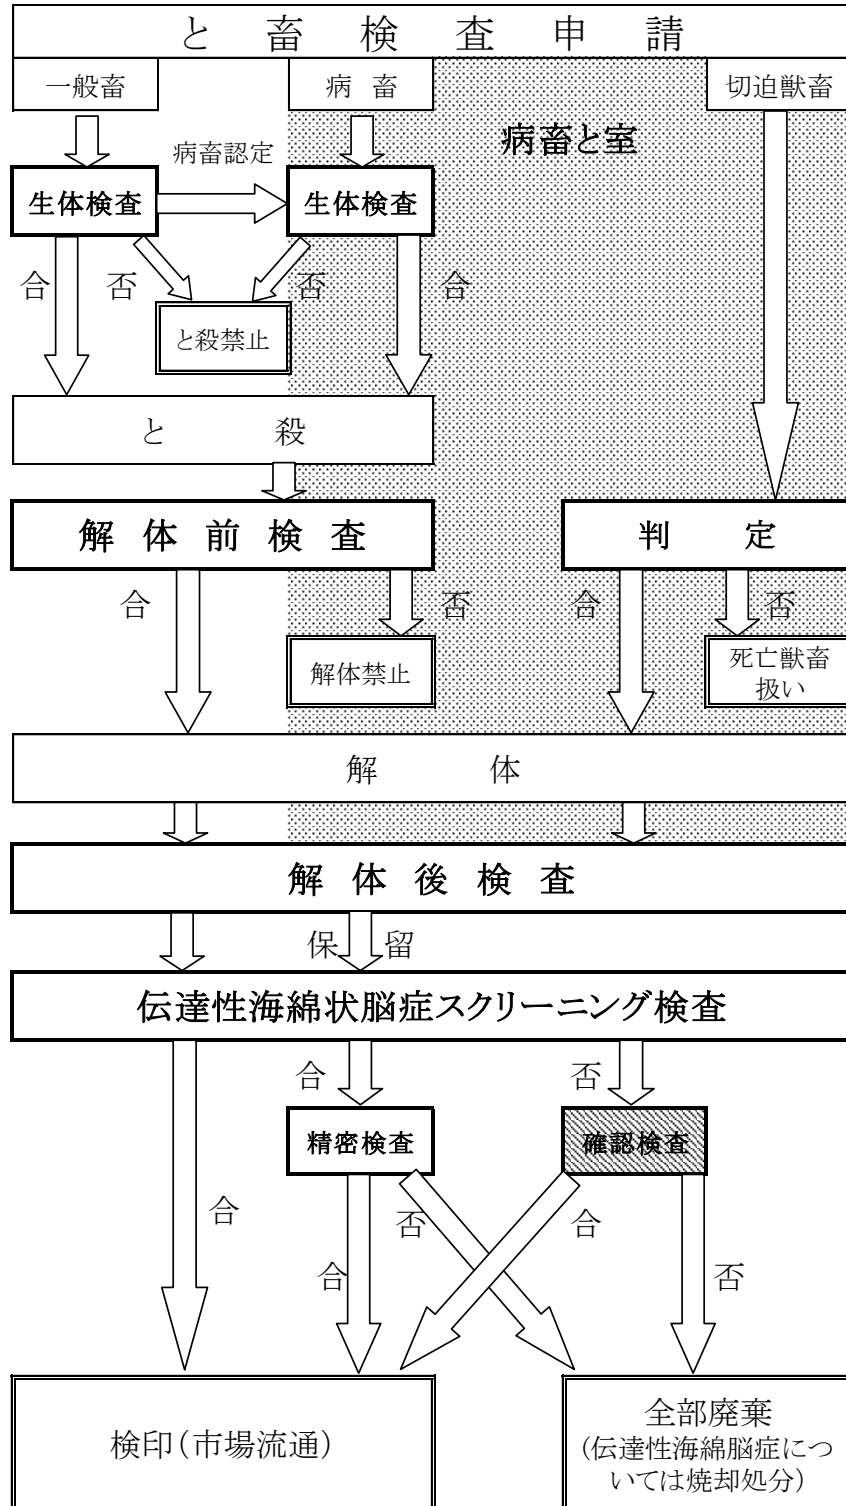 と畜検査申請
一般畜
病畜
切迫獣畜
病畜と室
病畜認定
生体検査
生体検査
合
否
否
合
と殺禁止
と殺
解体前検査
判定
合
否
合
否
解体禁止
死亡獣畜
扱い
解体
解体後検査
保留
伝達性海綿状脳症スクリーニング検査
合
否
精密検査
確認検査
合
否
合
合
否
検印(市場流通)
全部廃棄
(伝達性海綿脳症につ
いては焼却処分)